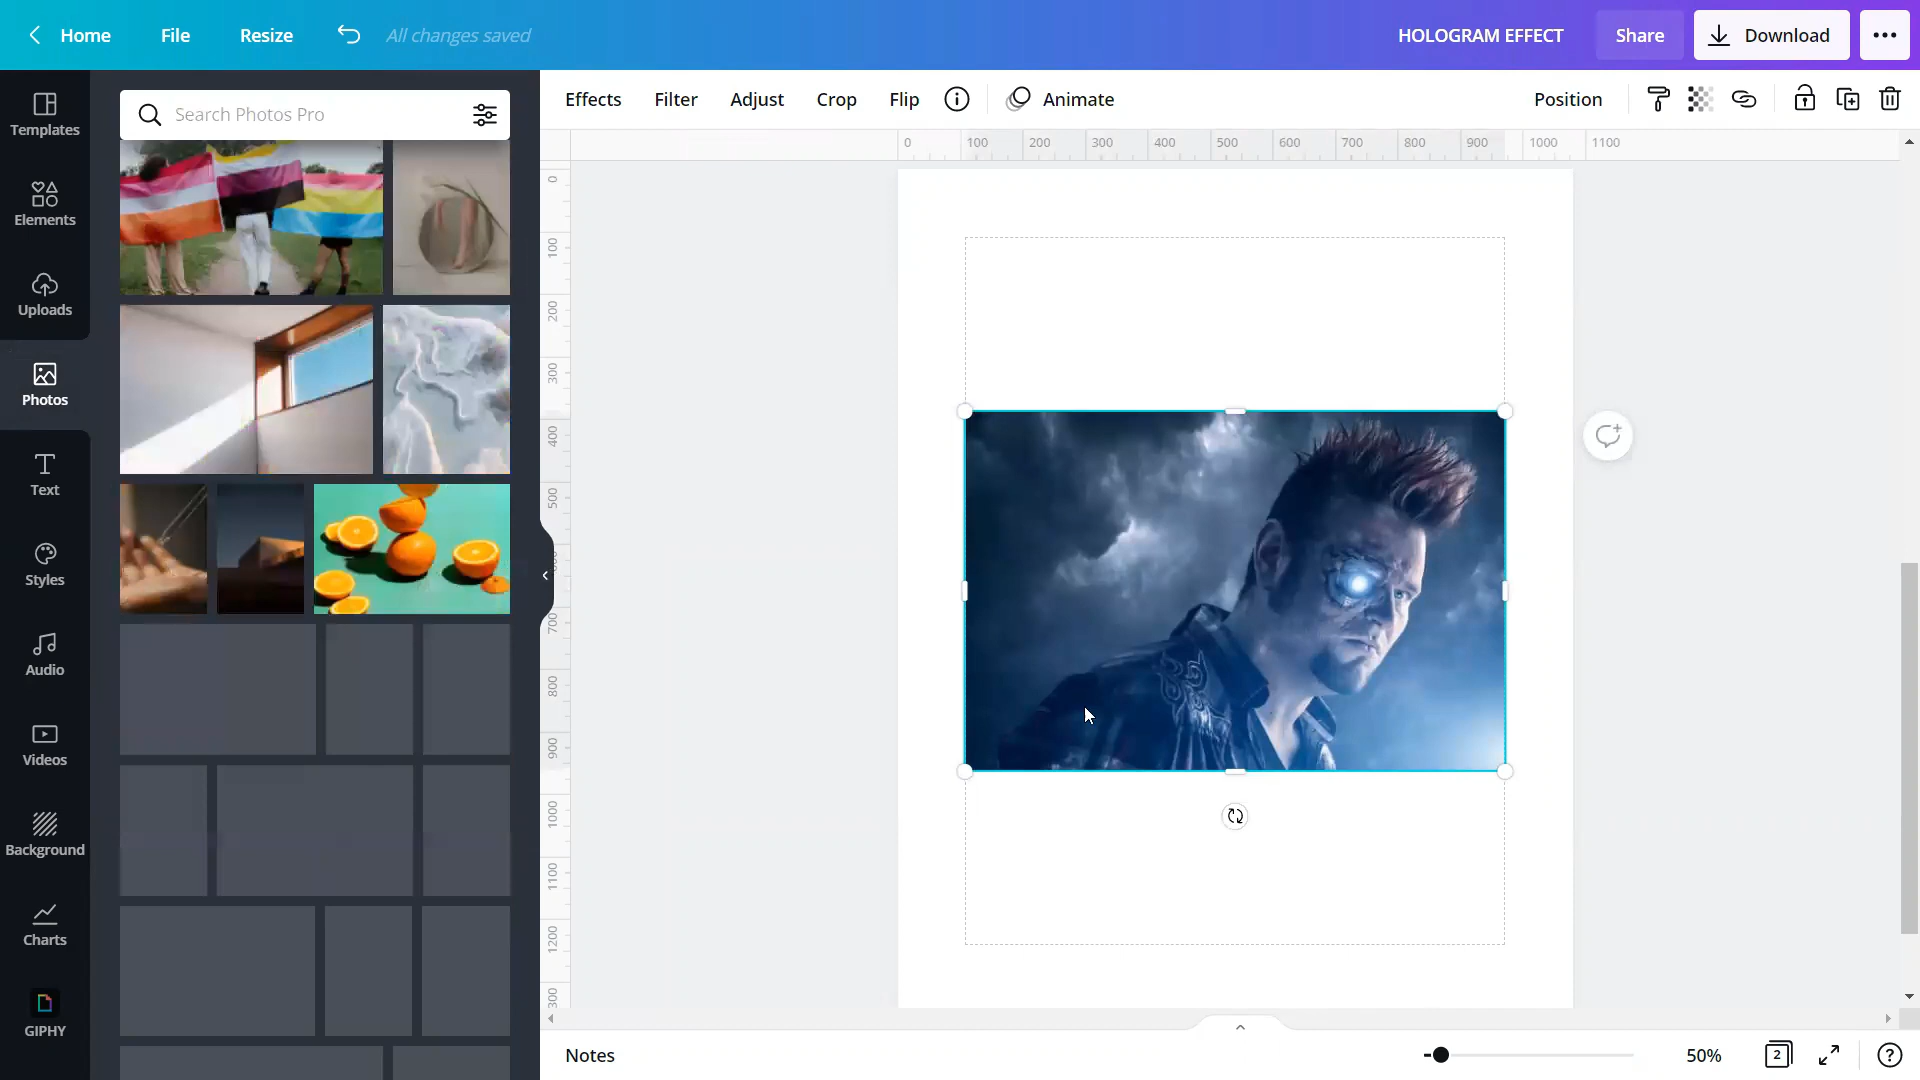 Home File Resize All changes saved HOLOGRAM EFFECT Share Download
Templates
Elements
Uploads
Photos
Text
Styles
Audio
Videos
Background
Charts
GIPHY
Search Photos Pro
Effects Filter Adjust Crop Flip Animate Position
0 100 200 300 400 500 600 700 800 900 1000 1100
0
100
200
300
400
500
700
800
900
1000
1100
1200
300
Notes 50% 2